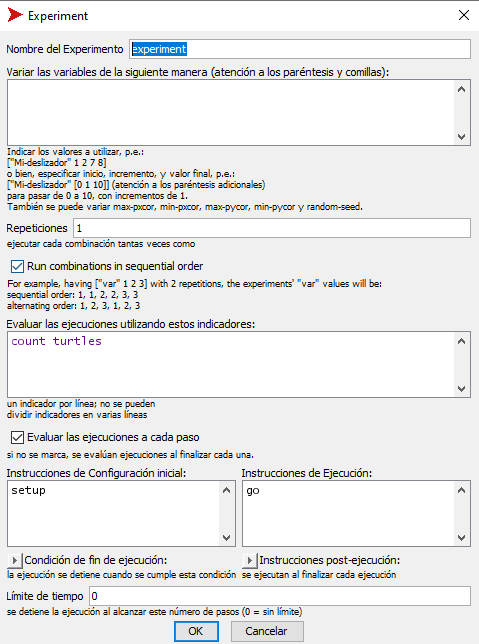 Experiment
Nombre del Experimento experiment
Variar las variables de la siguiente manera (atención a los paréntesis y comillas):
Indicar los valores a utilizar, p.e.:
["Mi-deslizador" 1 2 7 8]
o bien, especificar inicio, incremento, y valor final, p.e.:
["Mi-deslizador" [0 1 10]] (atención a los paréntesis adicionales)
para pasar de 0 a 10, con incrementos de 1.
También se puede variar max-pxcor, min-pxcor, max-pycor, min-pycor y random-seed.
Repeticiones 1
ejecutar cada combinación tantas veces como
Run combinations in sequential order
For example, having ["var" 1 2 3] with 2 repetitions, the experiments' "var" values will be:
sequential order: 1, 1, 2, 2, 3, 3
alternating order: 1, 2, 3, 1, 2, 3
Evaluar las ejecuciones utilizando estos indicadores:
count turtles
un indicador por línea; no se pueden
dividir indicadores en varias líneas
Evaluar las ejecuciones a cada paso
si no se marca, se evalúan ejecuciones al finalizar cada una.
Instrucciones de Configuración inicial: Instrucciones de Ejecución:
setup go
Condición de fin de ejecución: Instrucciones post-ejecución:
la ejecución se detiene cuando se cumple esta condición se ejecutan al finalizar cada ejecución
Límite de tiempo 0
se detiene la ejecución al alcanzar este número de pasos (0 = sin límite)
OK Cancelar